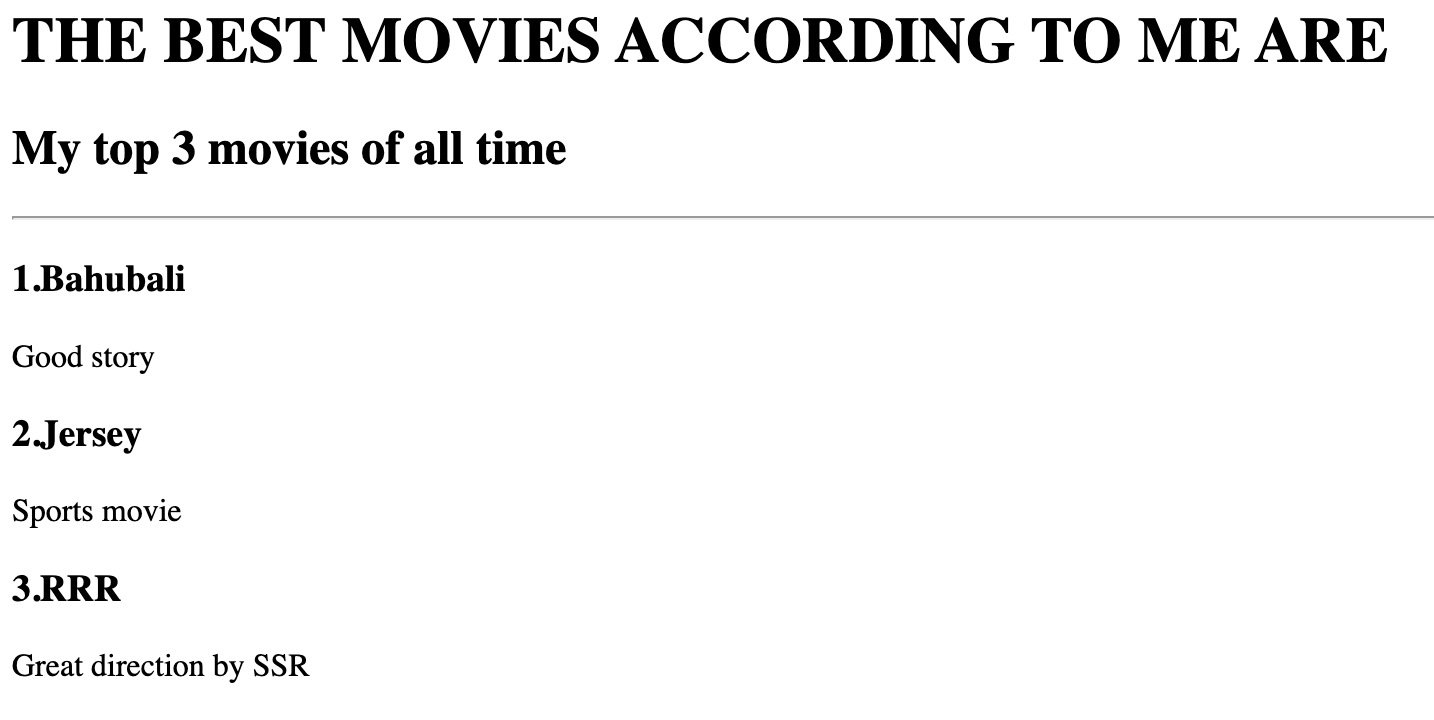 THE BEST MOVIES ACCORDING TO ME ARE
My top 3 movies of all time
1.Bahubali
Good story
2.Jersey
Sports movie
3.RRR
Great direction by SSR